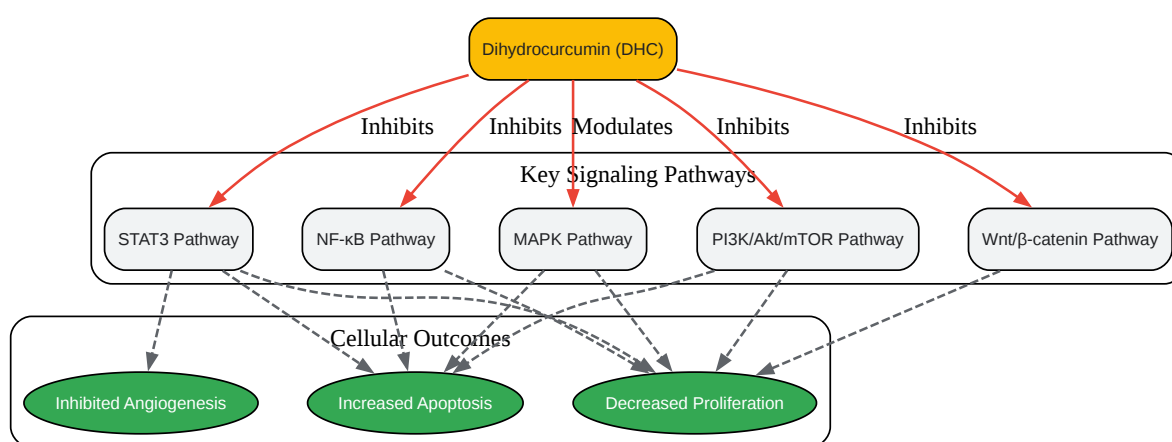 Dihydrocurcumin (DHC)
Inhibits
Inhibits
Modulates
Inhibits
Inhibits
Key Signaling Pathways
STAT3 Pathway
NF-κB Pathway
MAPK Pathway
PI3K/Akt/mTOR Pathway
Wnt/β-catenin Pathway
Cellular Outcomes
Inhibited Angiogenesis
Increased Apoptosis
Decreased Proliferation